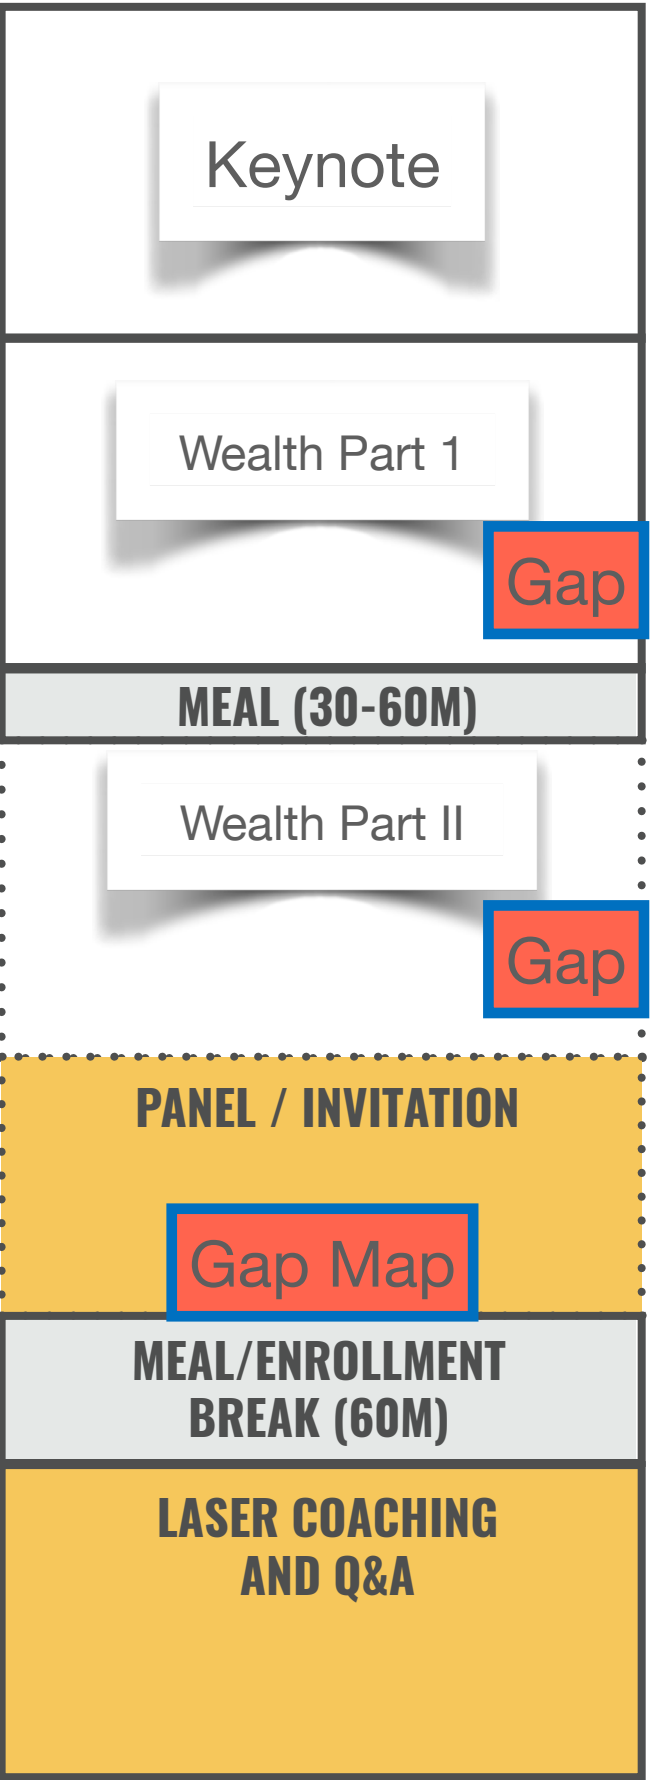 Keynote
Wealth Part 1
Gap
MEAL (30-60M)
Wealth Part II
Gap
PANEL / INVITATION
Gap Map
MEAL/ENROLLMENT
BREAK (60M)
LASER COACHING
AND Q&A